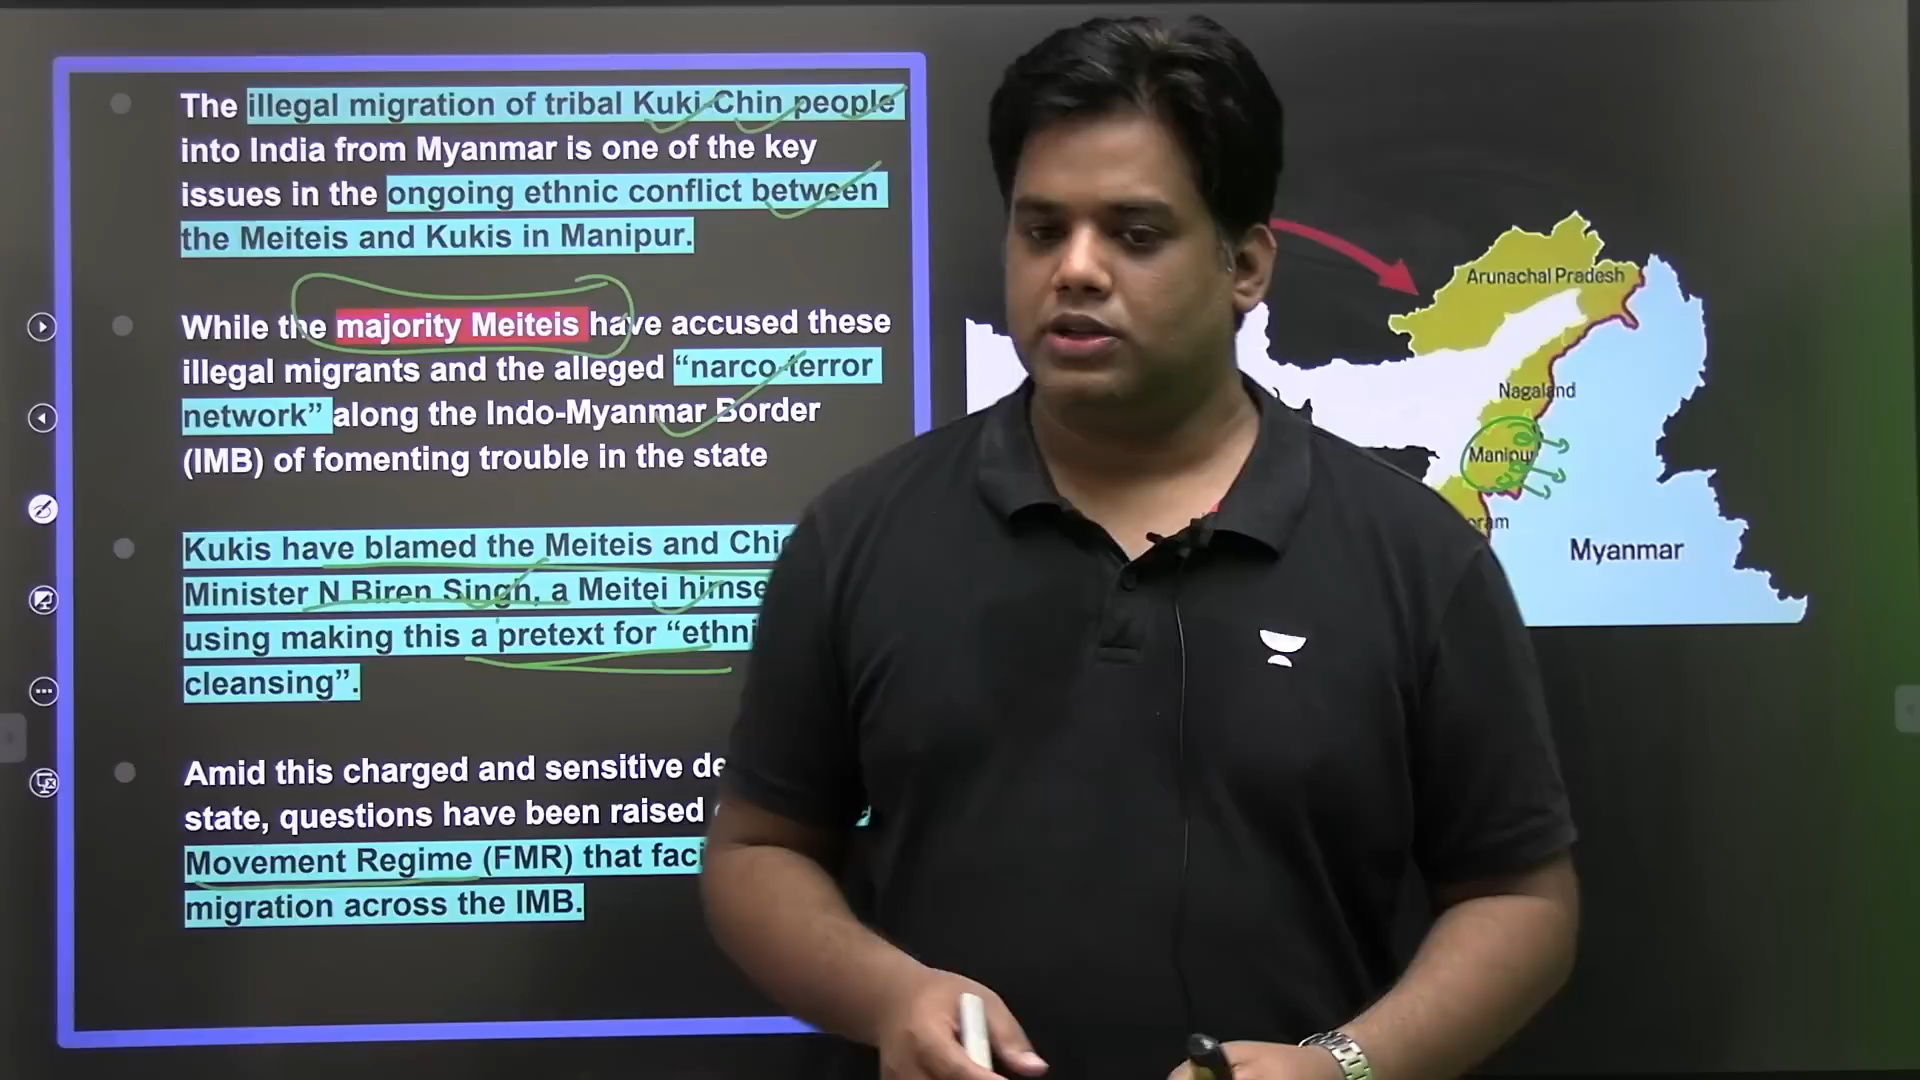 The illegal migration of tribal Kuki-Chin people
into India from Myanmar is one of the key
issues in the ongoing ethnic conflict between
the Meiteis and Kukis in Manipur.
While the majority Meiteis have accused these
illegal migrants and the alleged “narco-terror
network” along the Indo-Myanmar Border
(IMB) of fomenting trouble in the state
Kukis have blamed the Meiteis and
Minister N Biren Singh, a Meitei
using making this a pretext for
cleansing”.
Amid this charged and sensitive
state, questions have been raised
Movement Regime (FMR) that
migration across the IMB.
Arunachal Pradesh
Nagaland
Manipur
Myanmar